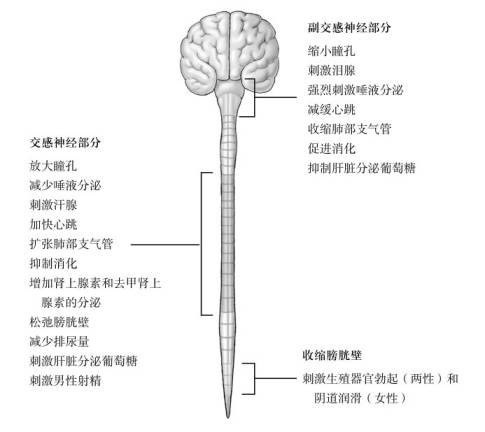 副交感神经部分
缩小瞳孔
刺激泪腺
强烈刺激唾液分泌
减缓心跳
收缩肺部支气管
促进消化
抑制肝脏分泌葡萄糖
交感神经部分
放大瞳孔
减少唾液分泌
刺激汗腺
加快心跳
扩张肺部支气管
抑制消化
增加肾上腺素和去甲肾上
腺素的分泌
松弛膀胱壁
减少排尿量
刺激肝脏分泌葡萄糖
刺激男性射精
收缩膀胱壁
刺激生殖器官勃起（两性）和
阴道润滑（女性）